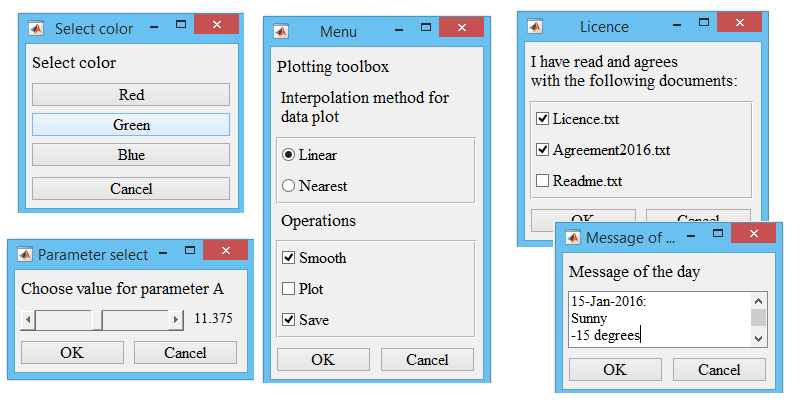 Select color
Select color
Red
Green
Blue
Cancel
Parameter select
Choose value for parameter A
11.375
OK
Cancel
Menu
Plotting toolbox
Interpolation method for
data plot
Linear
Nearest
Operations
Smooth
Plot
Save
OK
Cancel
Licence
I have read and agrees
with the following documents:
Licence.txt
Agreement2016.txt
Readme.txt
OK
Cancel
Message of ...
Message of the day
15-Jan-2016:
Sunny
-15 degrees
OK
Cancel